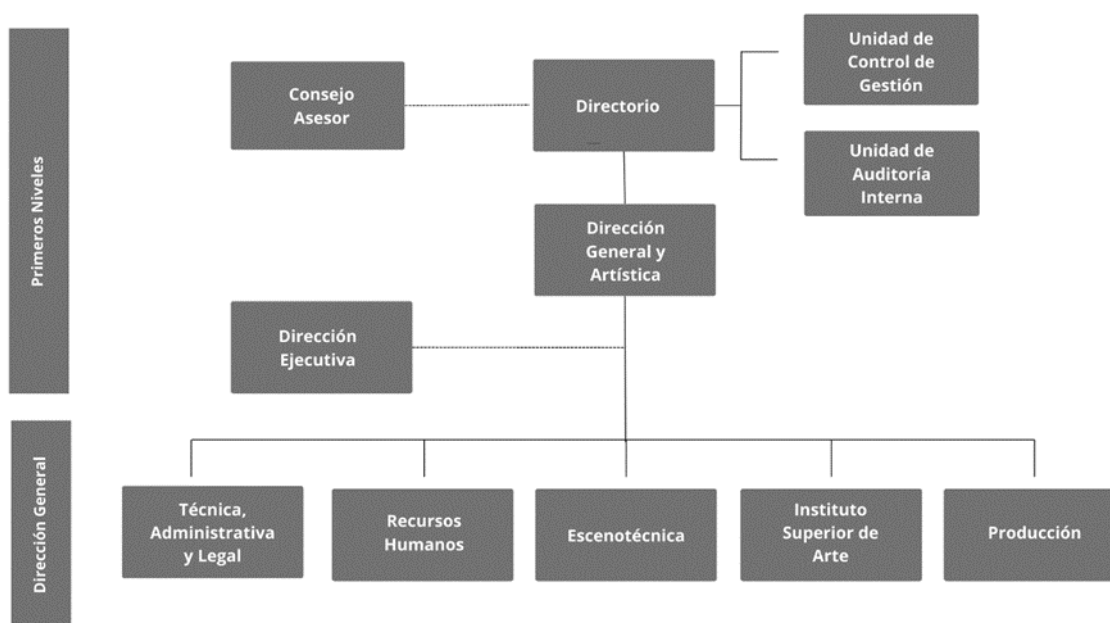 Primeros Niveles
Consejo
Asesor
Directorio
Unidad de
Control de
Gestión
Unidad de
Auditoría
Interna
Dirección
General y
Artística
Dirección
Ejecutiva
Dirección General
Técnica,
Administrativa
y Legal
Recursos
Humanos
Escenotécnica
Instituto
Superior de
Arte
Producción